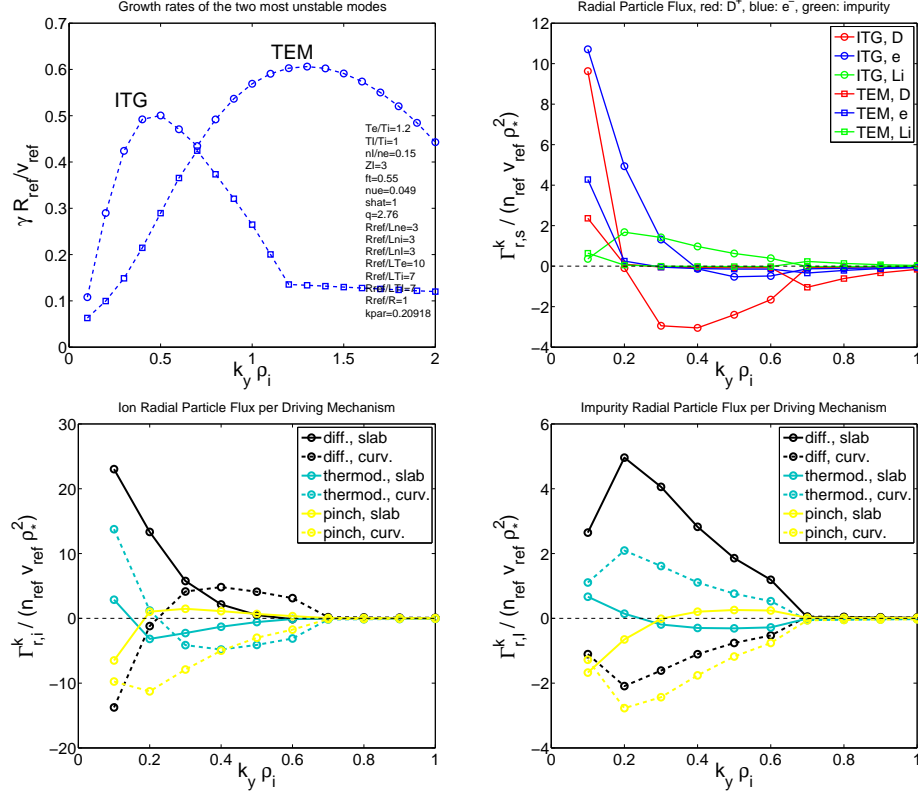 Growth rates of the two most unstable modes
0.7
0.6
0.5
0.4
0.3
0.2
0.1
0
γ R_ref/v_ref
ITG
TEM
Te/Ti=1.2
TI/Ti=1
nI/ne=0.15
ZI=3
ft=0.55
nue=0.049
shat=1
q=2.76
Rref/Lne=3
Rref/Lni=3
Rref/LnI=3
Rref/LTe=10
Rref/LTi=7
Rref/LTI=7
Rref/R=1
kpar=0.20918
0 0.5 1 1.5 2
k_y ρ_i
Radial Particle Flux, red: D⁺, blue: e⁻, green: impurity
12
10
8
6
4
2
0
−2
−4
Γ^k_r,s / (n_ref v_ref ρ_*^2)
ITG, D
ITG, e
ITG, Li
TEM, D
TEM, e
TEM, Li
0 0.2 0.4 0.6 0.8 1
k_y ρ_i
Ion Radial Particle Flux per Driving Mechanism
30
20
10
0
−10
−20
Γ^k_r,i / (n_ref v_ref ρ_*^2)
diff., slab
diff., curv.
thermod., slab
thermod., curv.
pinch, slab
pinch, curv.
0 0.2 0.4 0.6 0.8 1
k_y ρ_i
Impurity Radial Particle Flux per Driving Mechanism
6
4
2
0
−2
−4
Γ^k_r,I / (n_ref v_ref ρ_*^2)
diff., slab
diff., curv.
thermod., slab
thermod., curv.
pinch, slab
pinch, curv.
0 0.2 0.4 0.6 0.8 1
k_y ρ_i